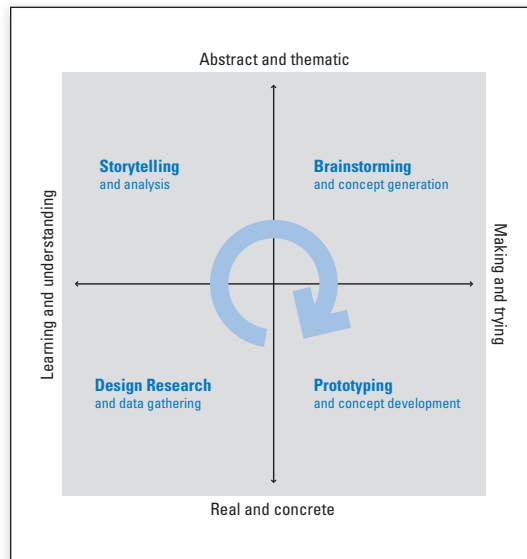 Abstract and thematic
Storytelling
and analysis
Brainstorming
and concept generation
Learning and understanding
Making and trying
Design Research
and data gathering
Prototyping
and concept development
Real and concrete